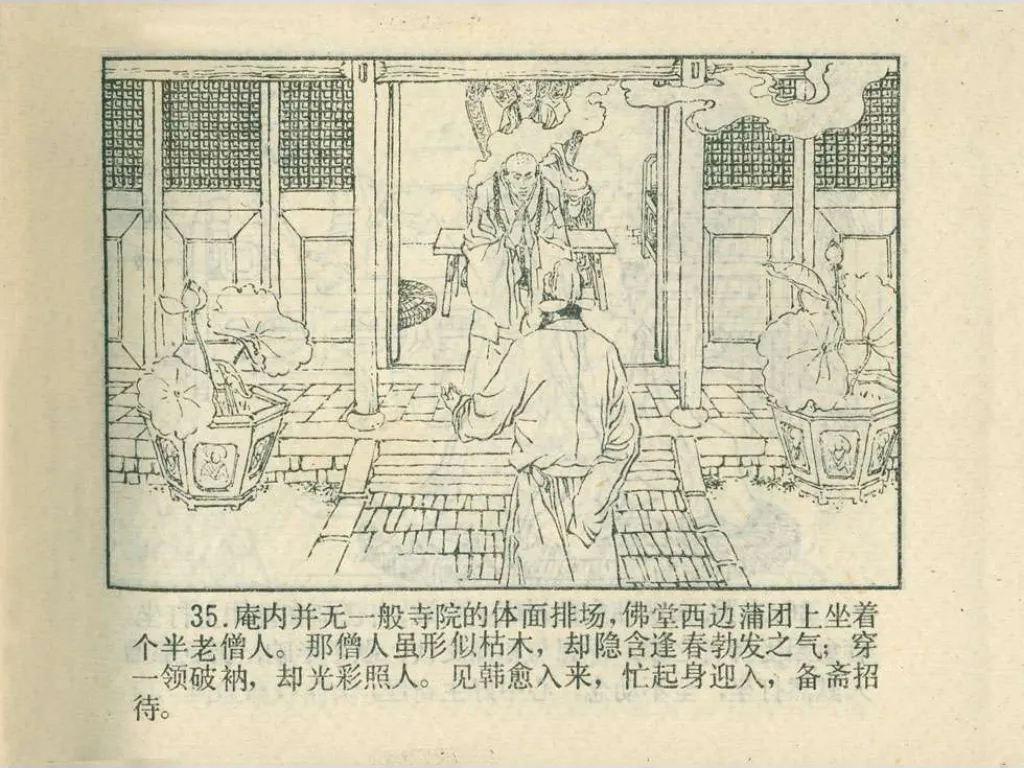 35.庵内并无一般寺院的体面排场,佛堂西边蒲团上坐着
个半老僧人。那僧人虽形似枯木，却隐含逢春勃发之气；穿
一领破衲，却光彩照人。见韩愈入来，忙起身迎入，备斋招
待。